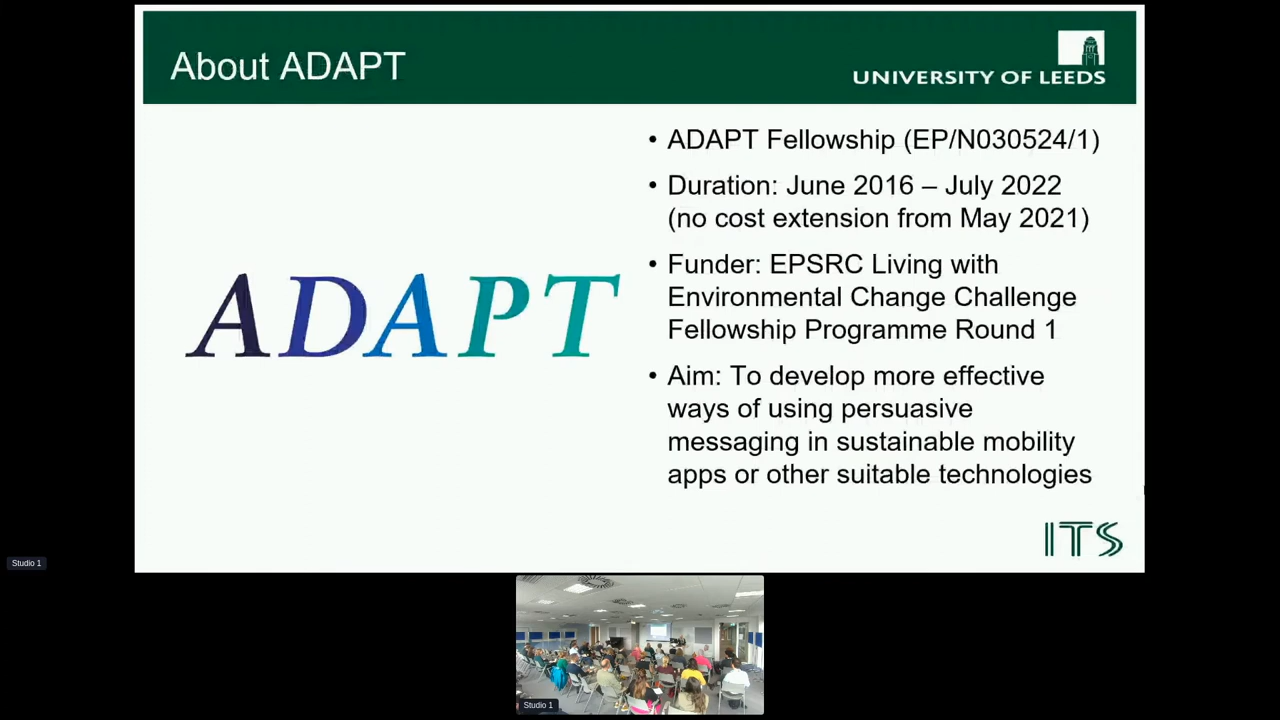 About ADAPT
UNIVERSITY OF LEEDS
ADAPT
• ADAPT Fellowship (EP/N030524/1)
• Duration: June 2016 – July 2022
(no cost extension from May 2021)
• Funder: EPSRC Living with
Environmental Change Challenge
Fellowship Programme Round 1
• Aim: To develop more effective
ways of using persuasive
messaging in sustainable mobility
apps or other suitable technologies
ITS
Studio 1
Studio 1